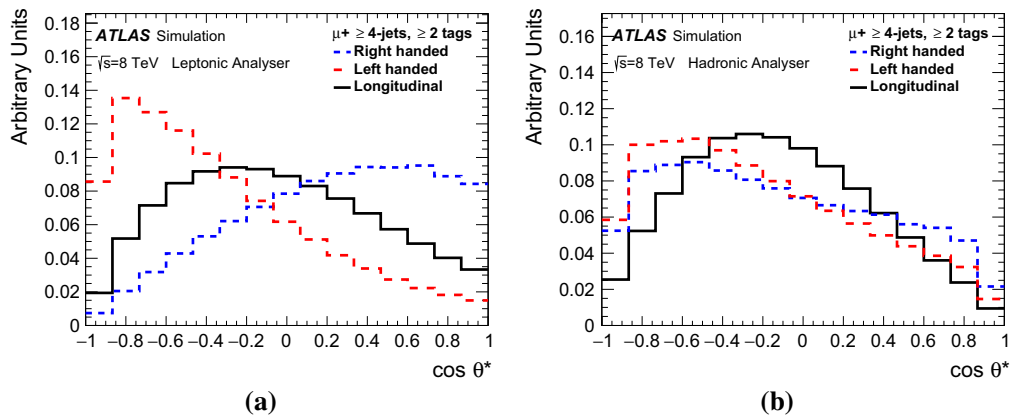 Arbitrary Units
0.18
0.16
0.14
0.12
0.1
0.08
0.06
0.04
0.02
0
ATLAS Simulation
√s=8 TeV Leptonic Analyser
μ+ ≥ 4-jets, ≥ 2 tags
Right handed
Left handed
Longitudinal
−1 −0.8 −0.6 −0.4 −0.2 0 0.2 0.4 0.6 0.8 1
cos θ*
(a)
Arbitrary Units
0.16
0.14
0.12
0.1
0.08
0.06
0.04
0.02
0
ATLAS Simulation
√s=8 TeV Hadronic Analyser
μ+ ≥ 4-jets, ≥ 2 tags
Right handed
Left handed
Longitudinal
−1 −0.8 −0.6 −0.4 −0.2 0 0.2 0.4 0.6 0.8 1
cos θ*
(b)